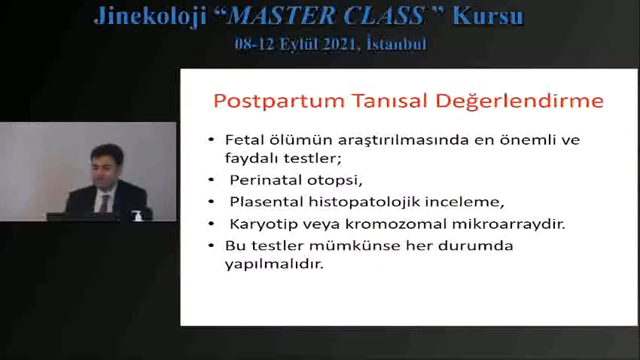 Jinekoloji “MASTER CLASS ” Kursu
08-12 Eylül 2021, İstanbul
Postpartum Tanısal Değerlendirme
• Fetal ölümün araştırılmasında en önemli ve
faydalı testler;
• Perinatal otopsi,
• Plasental histopatolojik inceleme,
• Karyotip veya kromozomal mikroarraydir.
• Bu testler mümkünse her durumda
yapılmalıdır.